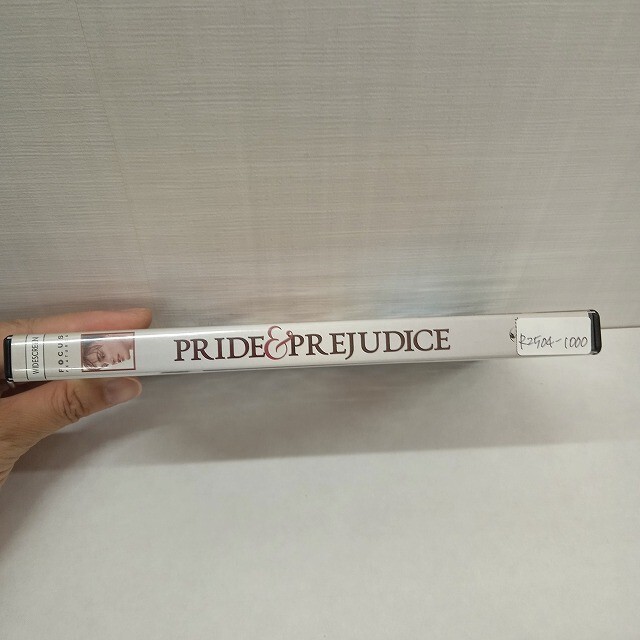 WIDESCREEN
FOCUS
PRIDE & PREJUDICE
R2504-1000